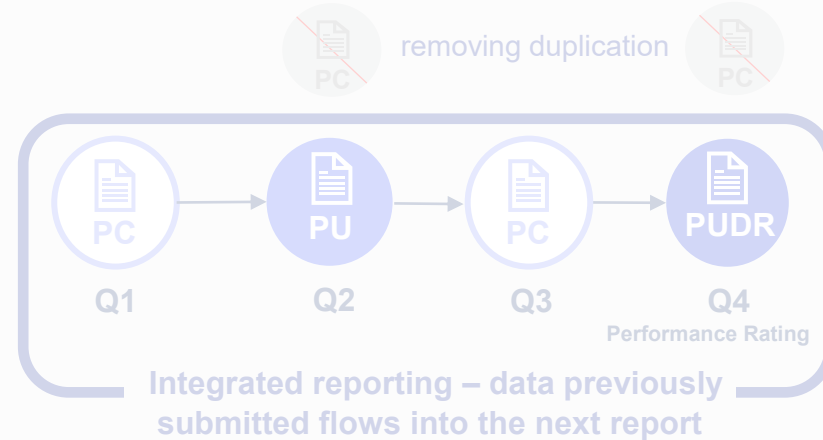 PC removing duplication PC
PC PU PC PUDR
Q1 Q2 Q3 Q4
Performance Rating
Integrated reporting – data previously
submitted flows into the next report